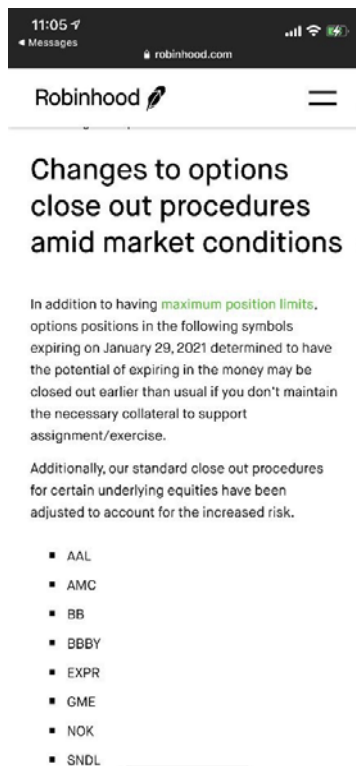 11:05
◀ Messages
robinhood.com
Robinhood
Changes to options
close out procedures
amid market conditions
In addition to having maximum position limits,
options positions in the following symbols
expiring on January 29, 2021 determined to have
the potential of expiring in the money may be
closed out earlier than usual if you don't maintain
the necessary collateral to support
assignment/exercise.
Additionally, our standard close out procedures
for certain underlying equities have been
adjusted to account for the increased risk.
▪ AAL
▪ AMC
▪ BB
▪ BBBY
▪ EXPR
▪ GME
▪ NOK
▪ SNDL